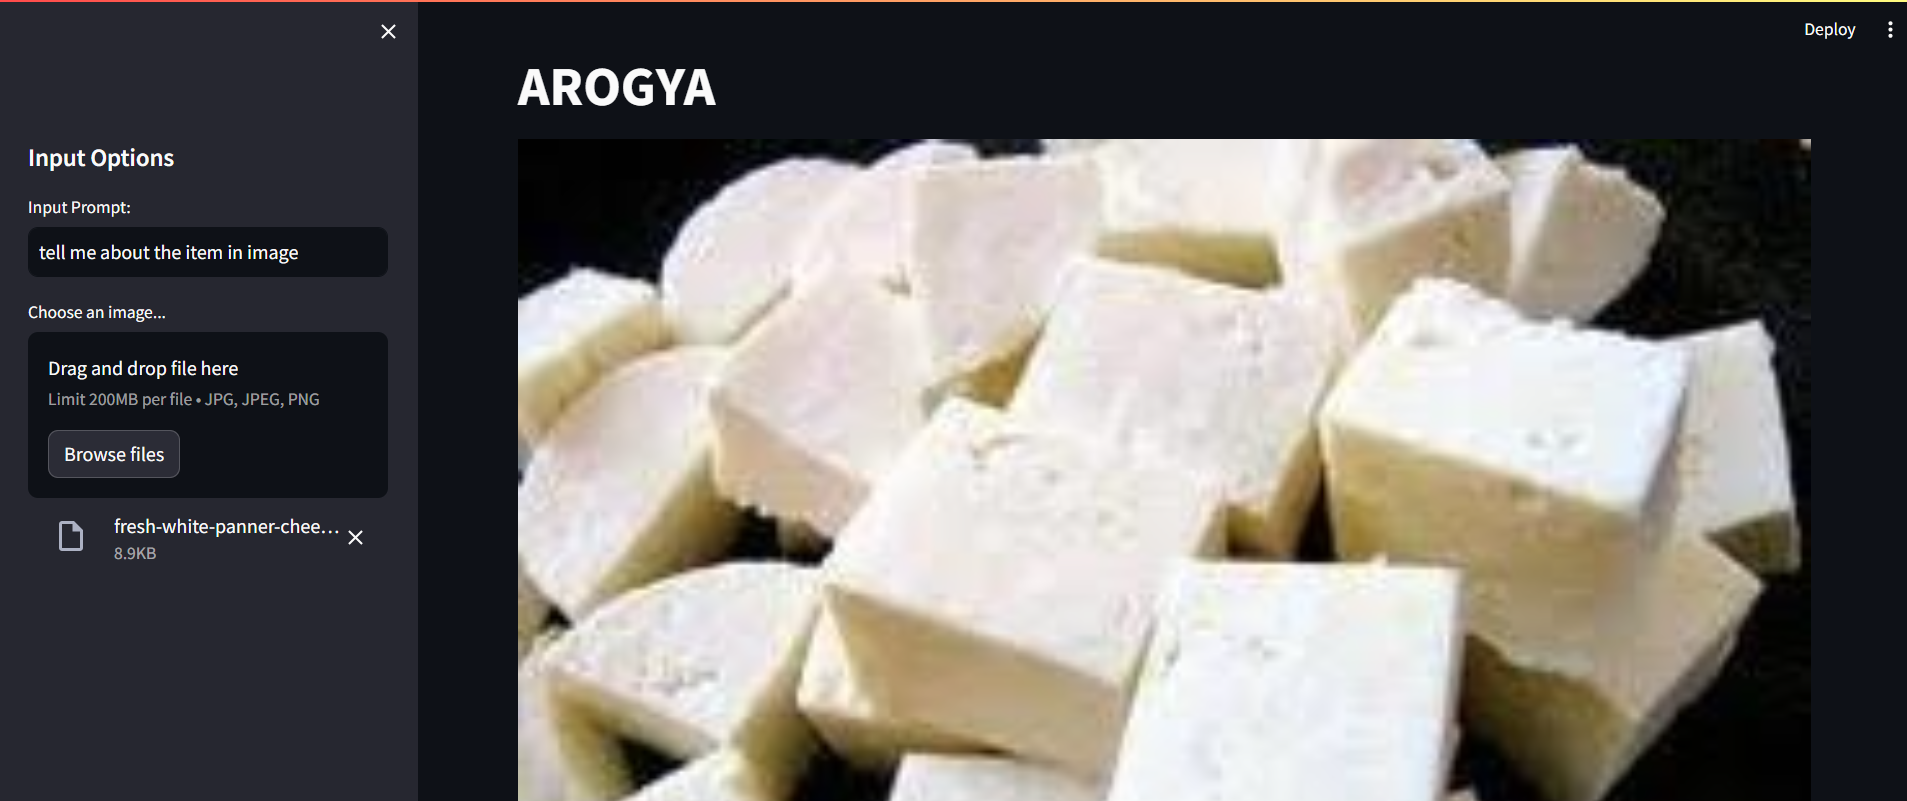 Deploy
AROGYA
Input Options
Input Prompt:
tell me about the item in image
Choose an image...
Drag and drop file here
Limit 200MB per file • JPG, JPEG, PNG
Browse files
fresh-white-panner-chee...
8.9KB